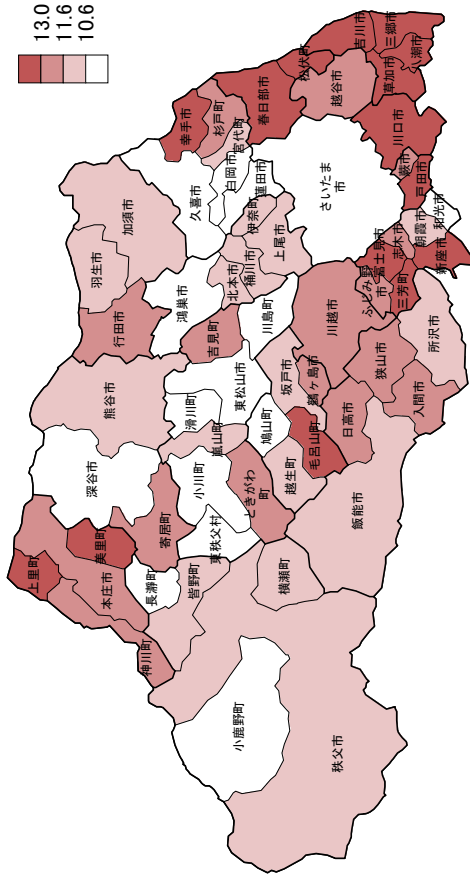 13.0
11.6
10.6
上里町
本庄市
美里町
神川町
深谷市
寄居町
長瀞町
皆野町
小鹿野町
秩父市
横瀬町
東秩父村
小川町
ときがわ
町
嵐山町
滑川町
熊谷市
行田市
羽生市
加須市
鴻巣市
吉見町
東松山市
鳩山町
越生町
毛呂山町
飯能市
日高市
鶴ヶ島市
坂戸市
川島町
北本市
桶川市
伊奈町
上尾市
久喜市
幸手市
杉戸町
宮代町
白岡市
蓮田市
春日部市
松伏町
越谷市
吉川市
三郷市
八潮市
草加市
川口市
蕨市
戸田市
さいたま
市
川越市
狭山市
入間市
所沢市
三芳町
ふじみ野
市
富士見市
志木市
朝霞市
新座市
和光市